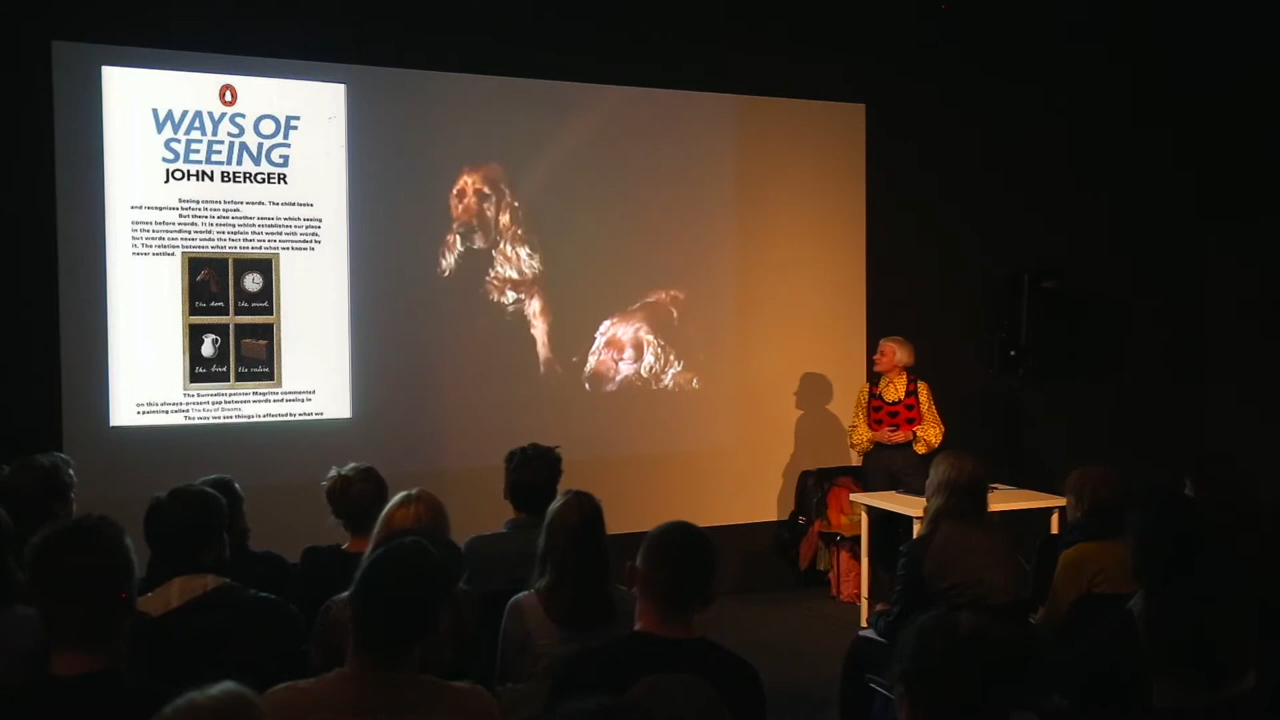 WAYS OF
SEEING
JOHN BERGER
Seeing comes before words. The child looks
and recognizes before it can speak.
But there is also another sense in which seeing
comes before words. It is seeing which establishes our place
in the surrounding world; we explain that world with words,
but words can never undo the fact that we are surrounded by
it. The relation between what we see and what we know is
never settled.
the door the wind
the bird the valise
The Surrealist painter Magritte commented
on this always-present gap between words and seeing in
a painting called The Key of Dreams.
The way we see things is affected by what we